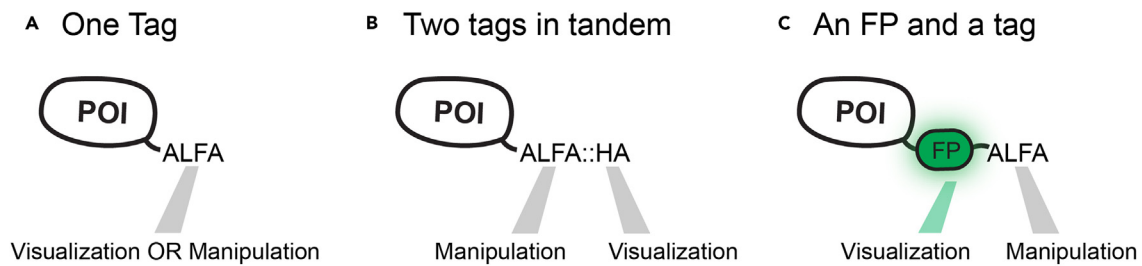 A One Tag
POI
ALFA
Visualization OR Manipulation
B Two tags in tandem
POI
ALFA::HA
Manipulation Visualization
C An FP and a tag
POI
FP
ALFA
Visualization Manipulation